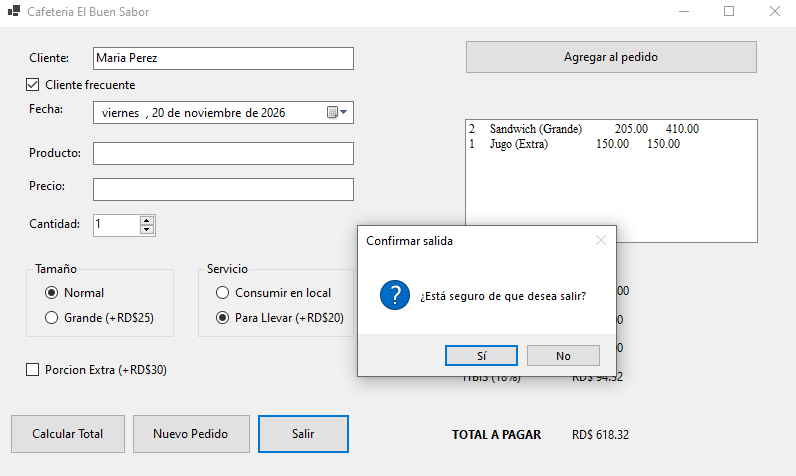 Cafeteria El Buen Sabor
Cliente: Maria Perez
Agregar al pedido
Cliente frecuente
Fecha: viernes , 20 de noviembre de 2026
2 Sandwich (Grande) 205.00 410.00
1 Jugo (Extra) 150.00 150.00
Producto:
Precio:
Cantidad: 1
Confirmar salida
¿Está seguro de que desea salir?
Sí No
Tamaño
Normal
Grande (+RD$25)
Servicio
Consumir en local
Para Llevar (+RD$20)
Porcion Extra (+RD$30)
ITBIS (18%) RD$ 94.32
Calcular Total Nuevo Pedido Salir
TOTAL A PAGAR RD$ 618.32